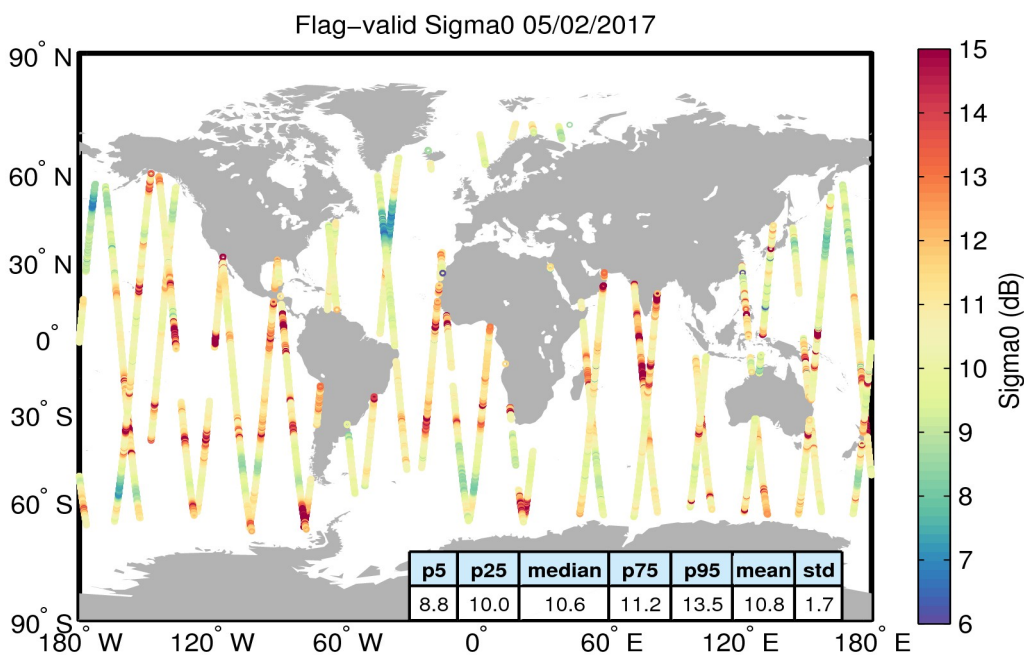 Flag−valid Sigma0 05/02/2017
90° N
60° N
30° N
0°
30° S
60° S
90° S
180° W
120° W
60° W
0°
60° E
120° E
180° E
p5 p25 median p75 p95 mean std
8.8 10.0 10.6 11.2 13.5 10.8 1.7
15
14
13
12
11
10
9
8
7
6
Sigma0 (dB)